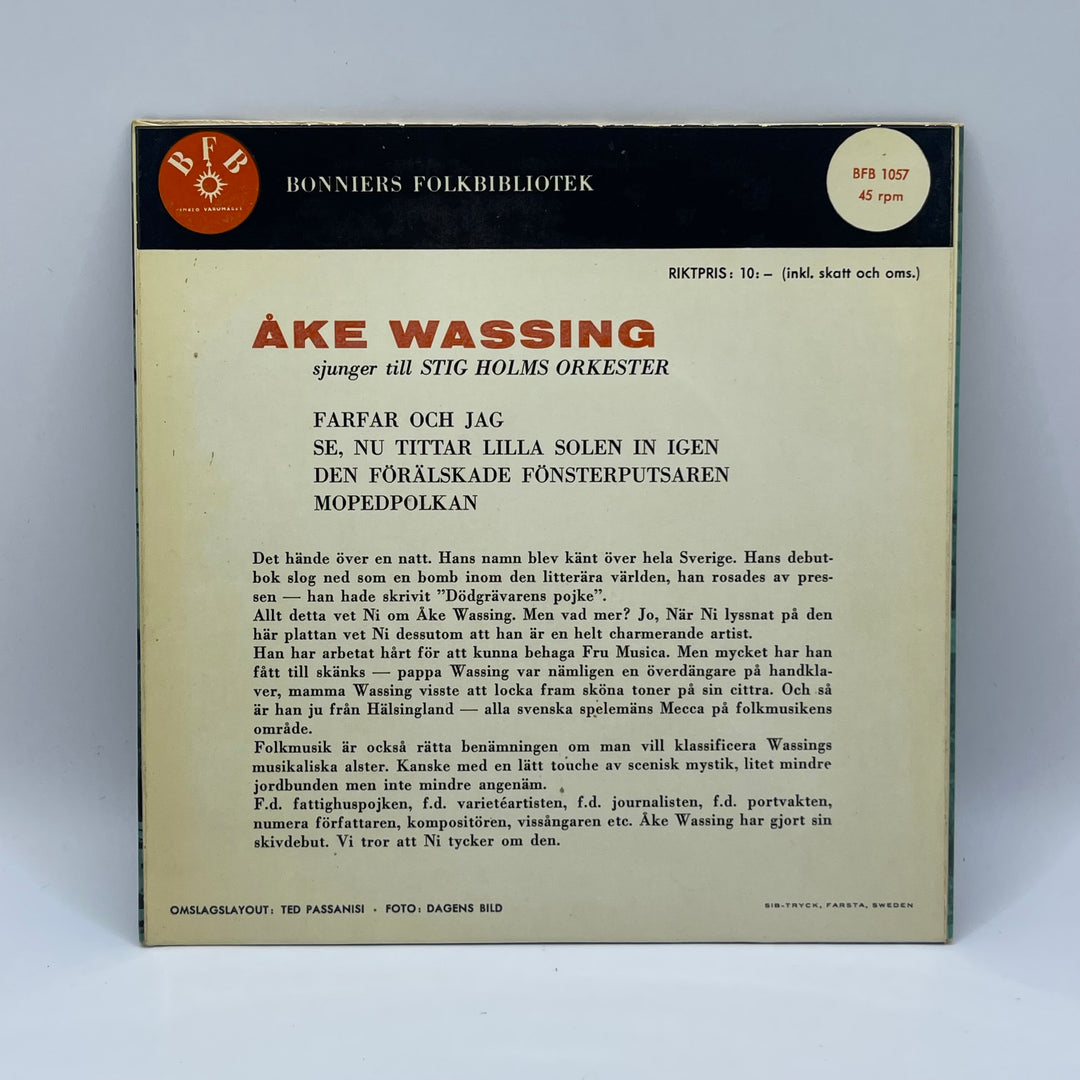 BFB
BONNIERS FOLKBIBLIOTEK
BFB 1057
45 rpm
RIKTPRIS: 10:– (inkl. skatt och oms.)
ÅKE WASSING
sjunger till STIG HOLMS ORKESTER
FARFAR OCH JAG
SE, NU TITTAR LILLA SOLEN IN IGEN
DEN FÖRÄLSKADE FÖNSTERPUTSAREN
MOPEDPOLKAN
Det hände över en natt. Hans namn blev känt över hela Sverige. Hans debut-
bok slog ned som en bomb inom den litterära världen, han rosades av pres-
sen — han hade skrivit ”Dödgrävarens pojke”.
Allt detta vet Ni om Åke Wassing. Men vad mer? Jo, När Ni lyssnat på den
här plattan vet Ni dessutom att han är en helt charmerande artist.
Han har arbetat hårt för att kunna behaga Fru Musica. Men mycket har han
fått till skänks — pappa Wassing var nämligen en överdängare på handkla-
ver, mamma Wassing visste att locka fram sköna toner på sin cittra. Och så
är han ju från Hälsingland — alla svenska spelemäns Mecca på folkmusikens
område.
Folkmusik är också rätta benämningen om man vill klassificera Wassings
musikaliska alster. Kanske med en lätt touche av scenisk mystik, litet mindre
jordbunden men inte mindre angenäm.
F.d. fattighuspojken, f.d. varietéartisten, f.d. journalisten, f.d. portvakten,
numera författaren, kompositören, vissångaren etc. Åke Wassing har gjort sin
skivdebut. Vi tror att Ni tycker om den.
OMSLAGSLAYOUT: TED PASSANISI · FOTO: DAGENS BILD
SIB-TRYCK, FARSTA, SWEDEN